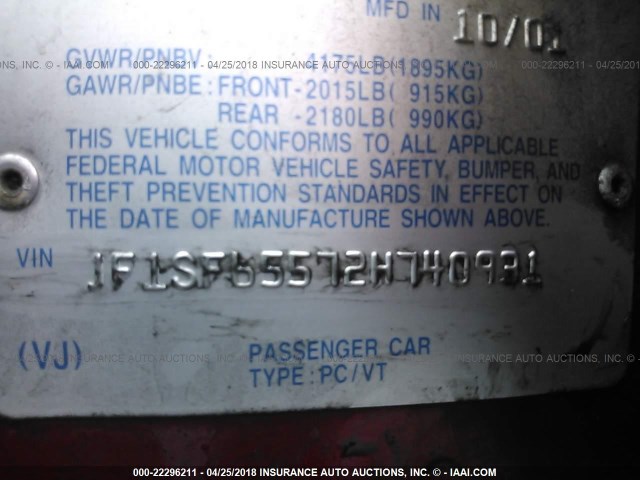 MFD IN 10/01
GVWR/PNBV: 4175LB(1895KG)
GAWR/PNBE: FRONT-2015LB( 915KG)
REAR -2180LB( 990KG)
THIS VEHICLE CONFORMS TO ALL APPLICABLE
FEDERAL MOTOR VEHICLE SAFETY, BUMPER, AND
THEFT PREVENTION STANDARDS IN EFFECT ON
THE DATE OF MANUFACTURE SHOWN ABOVE.
VIN
(VJ) PASSENGER CAR
TYPE: PC/VT
000-22296211 - 04/25/2018 INSURANCE AUTO AUCTIONS, INC. - IAAI.COM